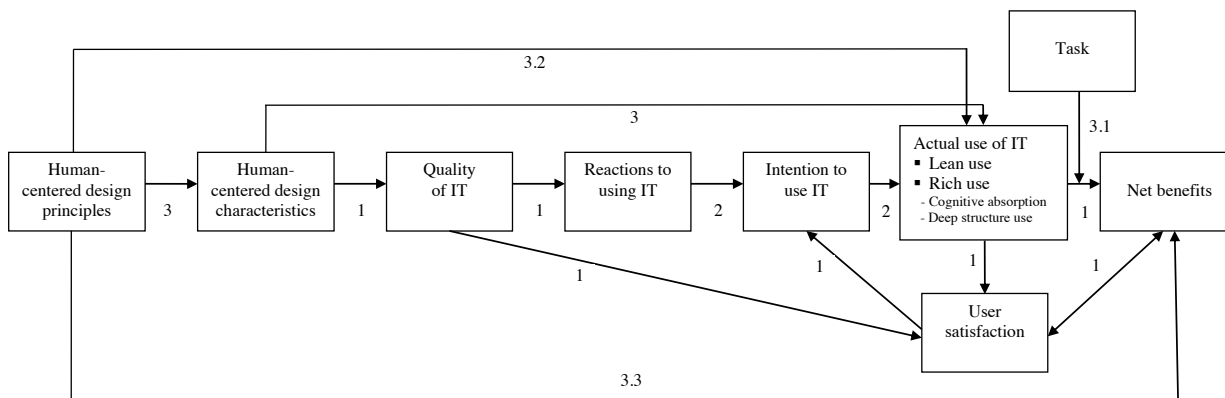 Task
3.2
3
3.1
Human-
centered design
principles
3
Human-
centered design
characteristics
1
Quality
of IT
1
Reactions to
using IT
2
Intention to
use IT
2
Actual use of IT
▪ Lean use
▪ Rich use
- Cognitive absorption
- Deep structure use
1
Net benefits
1
1
1
1
User
satisfaction
3.3